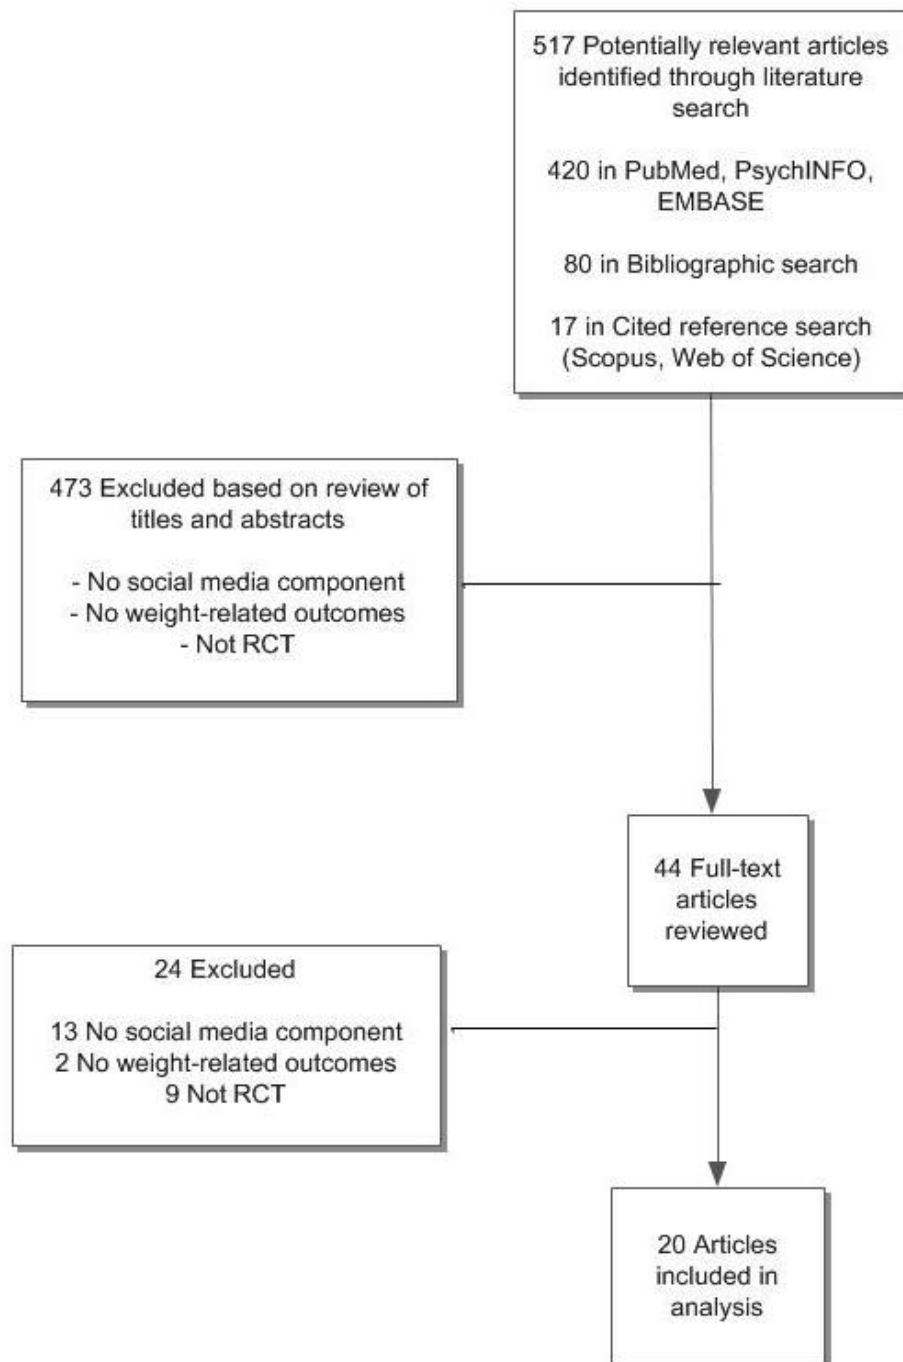 517 Potentially relevant articles
identified through literature
search
420 in PubMed, PsychINFO,
EMBASE
80 in Bibliographic search
17 in Cited reference search
(Scopus, Web of Science)
473 Excluded based on review of
titles and abstracts
- No social media component
- No weight-related outcomes
- Not RCT
44 Full-text
articles
reviewed
24 Excluded
13 No social media component
2 No weight-related outcomes
9 Not RCT
20 Articles
included in
analysis